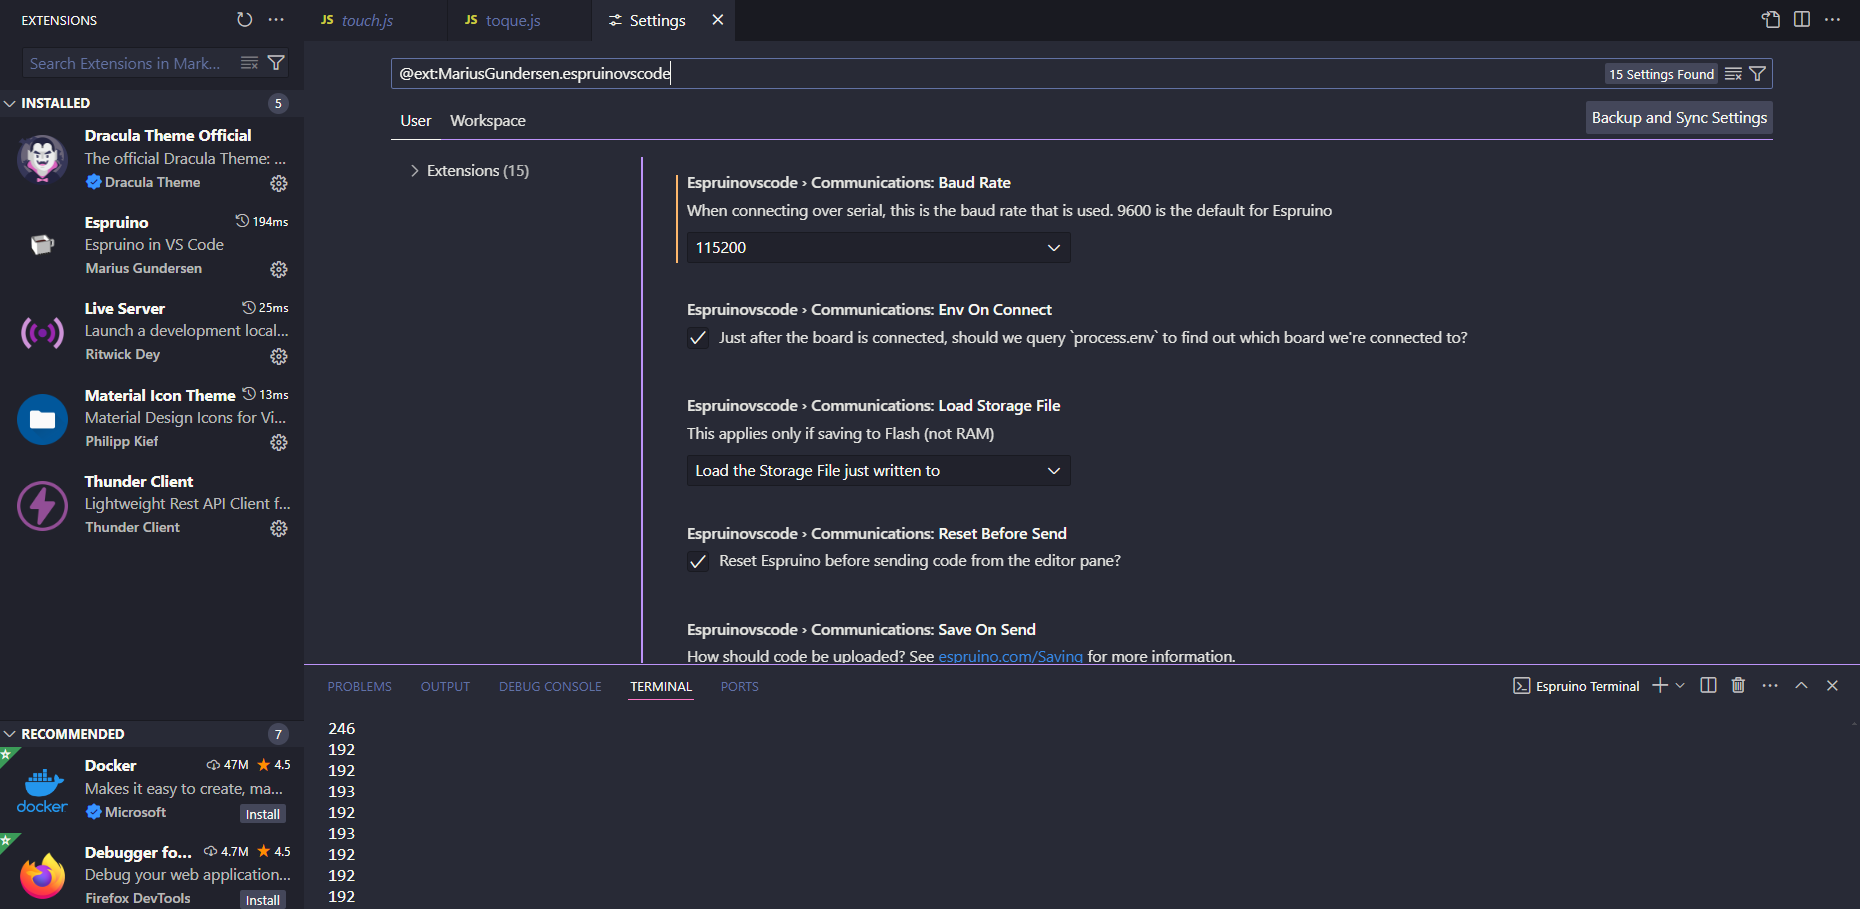 EXTENSIONS
Search Extensions in Mark...
INSTALLED 5
Dracula Theme Official
The official Dracula Theme: ...
Dracula Theme
Espruino 194ms
Espruino in VS Code
Marius Gundersen
Live Server 25ms
Launch a development local...
Ritwick Dey
Material Icon Theme 13ms
Material Design Icons for Vi...
Philipp Kief
Thunder Client
Lightweight Rest API Client f...
Thunder Client
RECOMMENDED 7
docker
Docker 47M 4.5
Makes it easy to create, ma...
Microsoft Install
Debugger fo... 4.7M 4.5
Debug your web application...
Firefox DevTools Install
JS touch.js JS toque.js Settings
@ext:MariusGundersen.espruinovscode 15 Settings Found
User Workspace Backup and Sync Settings
Extensions (15)
Espruinovscode › Communications: Baud Rate
When connecting over serial, this is the baud rate that is used. 9600 is the default for Espruino
115200
Espruinovscode › Communications: Env On Connect
Just after the board is connected, should we query `process.env` to find out which board we're connected to?
Espruinovscode › Communications: Load Storage File
This applies only if saving to Flash (not RAM)
Load the Storage File just written to
Espruinovscode › Communications: Reset Before Send
Reset Espruino before sending code from the editor pane?
Espruinovscode › Communications: Save On Send
How should code be uploaded? See espruino.com/Saving for more information.
PROBLEMS OUTPUT DEBUG CONSOLE TERMINAL PORTS Espruino Terminal
246
192
192
193
192
193
192
192
192